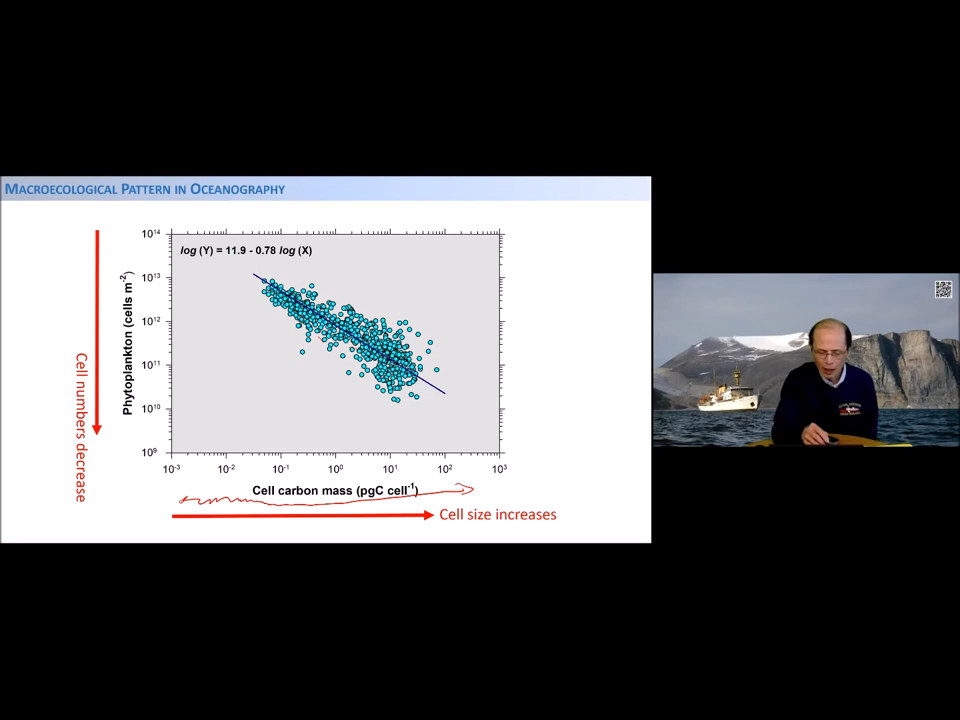 MACROECOLOGICAL PATTERN IN OCEANOGRAPHY
log (Y) = 11.9 - 0.78 log (X)
10¹⁴
10¹³
10¹²
10¹¹
10¹⁰
10⁹
Phytoplankton (cells m⁻²)
Cell numbers decrease
10⁻³ 10⁻² 10⁻¹ 10⁰ 10¹ 10² 10³
Cell carbon mass (pgC cell⁻¹)
Cell size increases